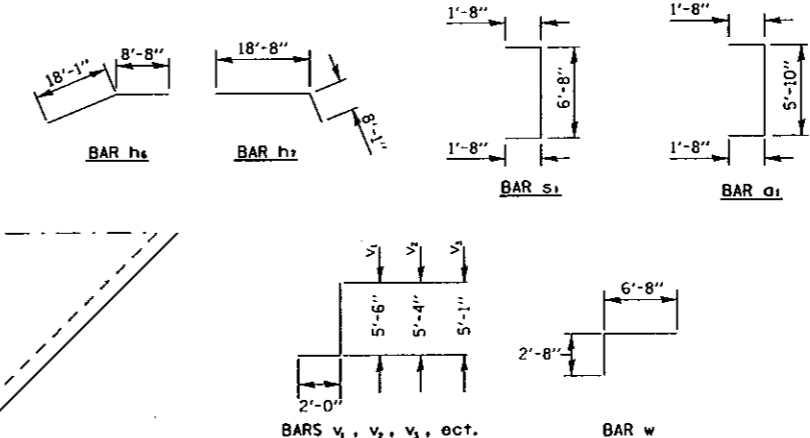 18'-1" 8'-8"
BAR h6
18'-8"
8'-1"
BAR h7
1'-8"
6'-8"
1'-8"
BAR s1
1'-8"
5'-10"
1'-8"
BAR a1
v1 v2 v3
5'-6" 5'-4" 5'-1"
2'-0"
BARS v1, v2, v3, ect.
6'-8"
2'-8"
BAR w